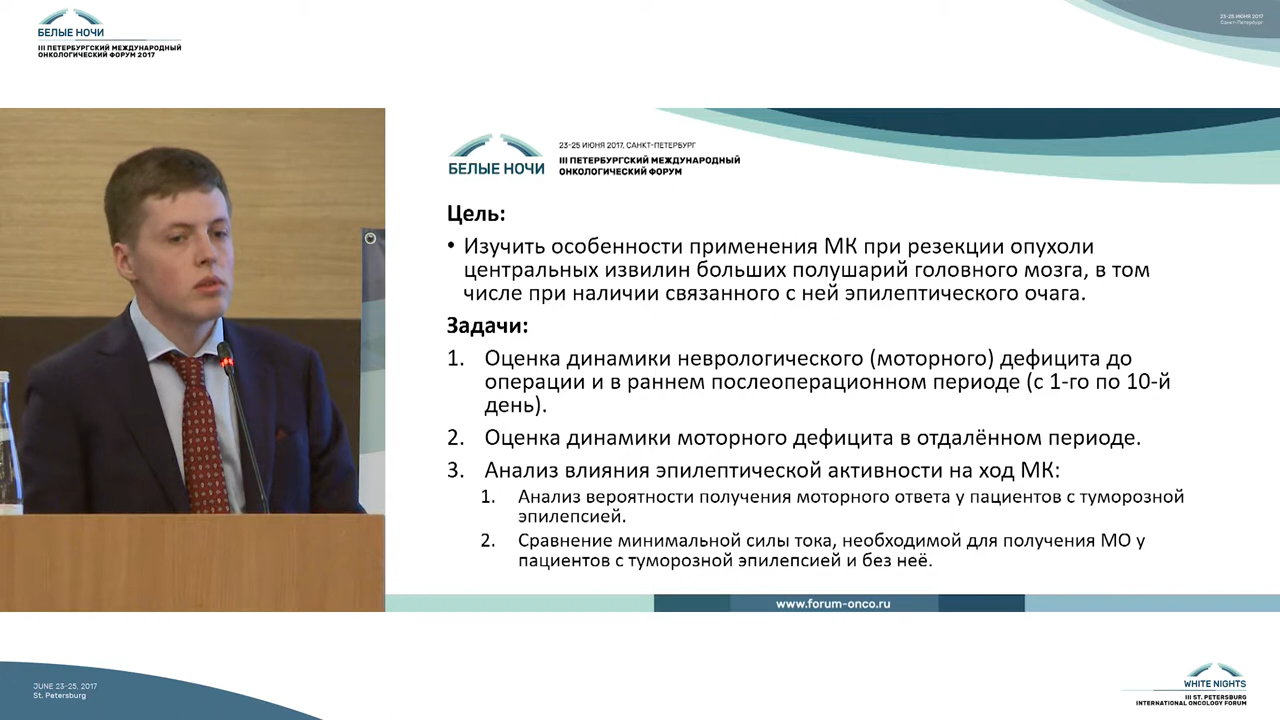 БЕЛЫЕ НОЧИ
III ПЕТЕРБУРГСКИЙ МЕЖДУНАРОДНЫЙ
ОНКОЛОГИЧЕСКИЙ ФОРУМ 2017
23-25 ИЮНЯ 2017
Санкт-Петербург
БЕЛЫЕ НОЧИ
23-25 ИЮНЯ 2017, САНКТ-ПЕТЕРБУРГ
III ПЕТЕРБУРГСКИЙ МЕЖДУНАРОДНЫЙ
ОНКОЛОГИЧЕСКИЙ ФОРУМ
Цель:
• Изучить особенности применения МК при резекции опухоли
центральных извилин больших полушарий головного мозга, в том
числе при наличии связанного с ней эпилептического очага.
Задачи:
1. Оценка динамики неврологического (моторного) дефицита до
операции и в раннем послеоперационном периоде (с 1-го по 10-й
день).
2. Оценка динамики моторного дефицита в отдалённом периоде.
3. Анализ влияния эпилептической активности на ход МК:
1. Анализ вероятности получения моторного ответа у пациентов с туморозной
эпилепсией.
2. Сравнение минимальной силы тока, необходимой для получения МО у
пациентов с туморозной эпилепсией и без неё.
www.forum-onco.ru
JUNE 23-25, 2017
St. Petersburg
WHITE NIGHTS
III ST. PETERSBURG
INTERNATIONAL ONCOLOGY FORUM